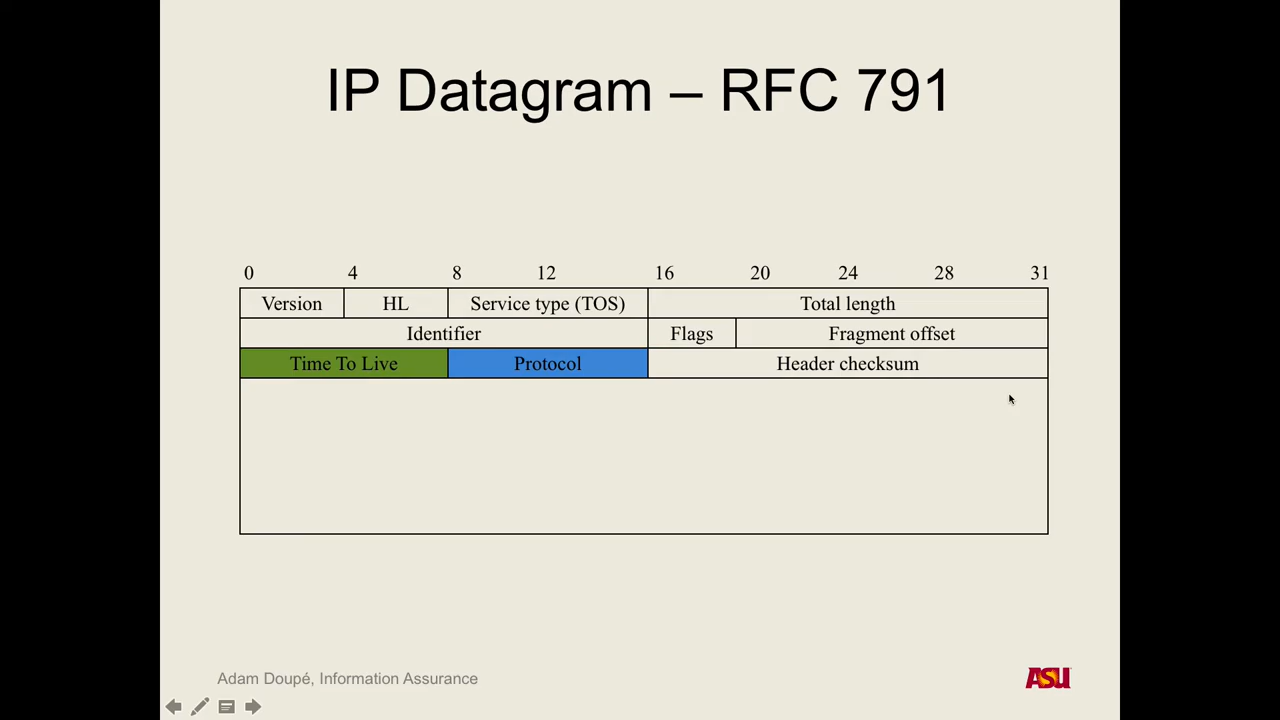 IP Datagram – RFC 791
0 4 8 12 16 20 24 28 31
Version HL Service type (TOS) Total length
Identifier Flags Fragment offset
Time To Live Protocol Header checksum
Adam Doupé, Information Assurance
ASU